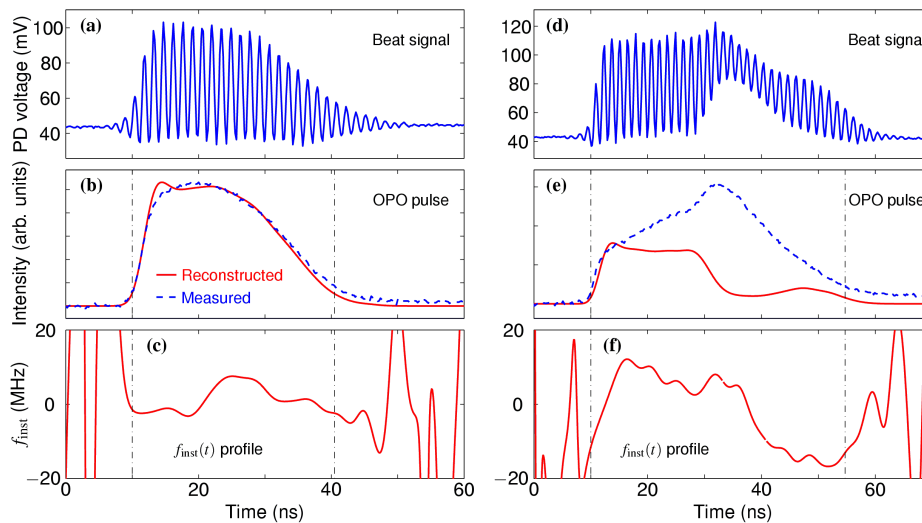 (a)
Beat signal
PD voltage (mV)
100
80
60
40
(d)
Beat signal
120
100
80
60
40
(b)
OPO pulse
Intensity (arb. units)
Reconstructed
Measured
(e)
OPO pulse
(c)
f_inst (MHz)
20
0
−20
f_inst(t) profile
0
20
40
60
Time (ns)
(f)
20
0
−20
f_inst(t) profile
0
20
40
60
Time (ns)